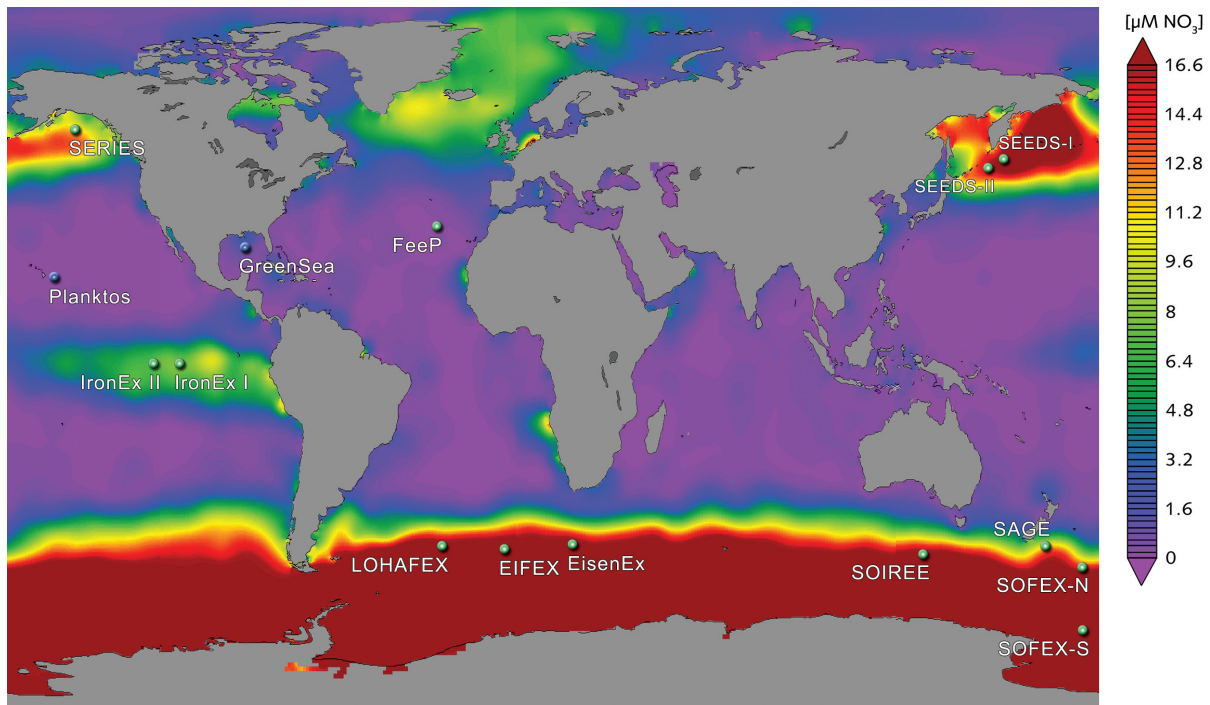 [µM NO₃]
16.6
14.4
12.8
11.2
9.6
8
6.4
4.8
3.2
1.6
0
SERIES
SEEDS-I
SEEDS-II
FeeP
GreenSea
Planktos
IronEx II IronEx I
SAGE
LOHAFEX
EIFEX
EisenEx
SOIREE
SOFEX-N
SOFEX-S